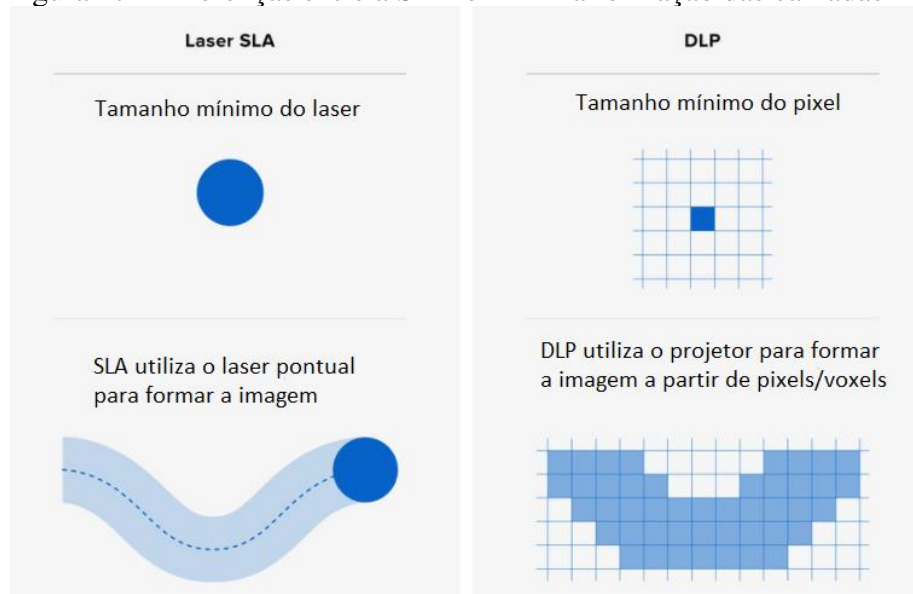 Laser SLA
Tamanho mínimo do laser
SLA utiliza o laser pontual
para formar a imagem
DLP
Tamanho mínimo do pixel
DLP utiliza o projetor para formar
a imagem a partir de pixels/voxels